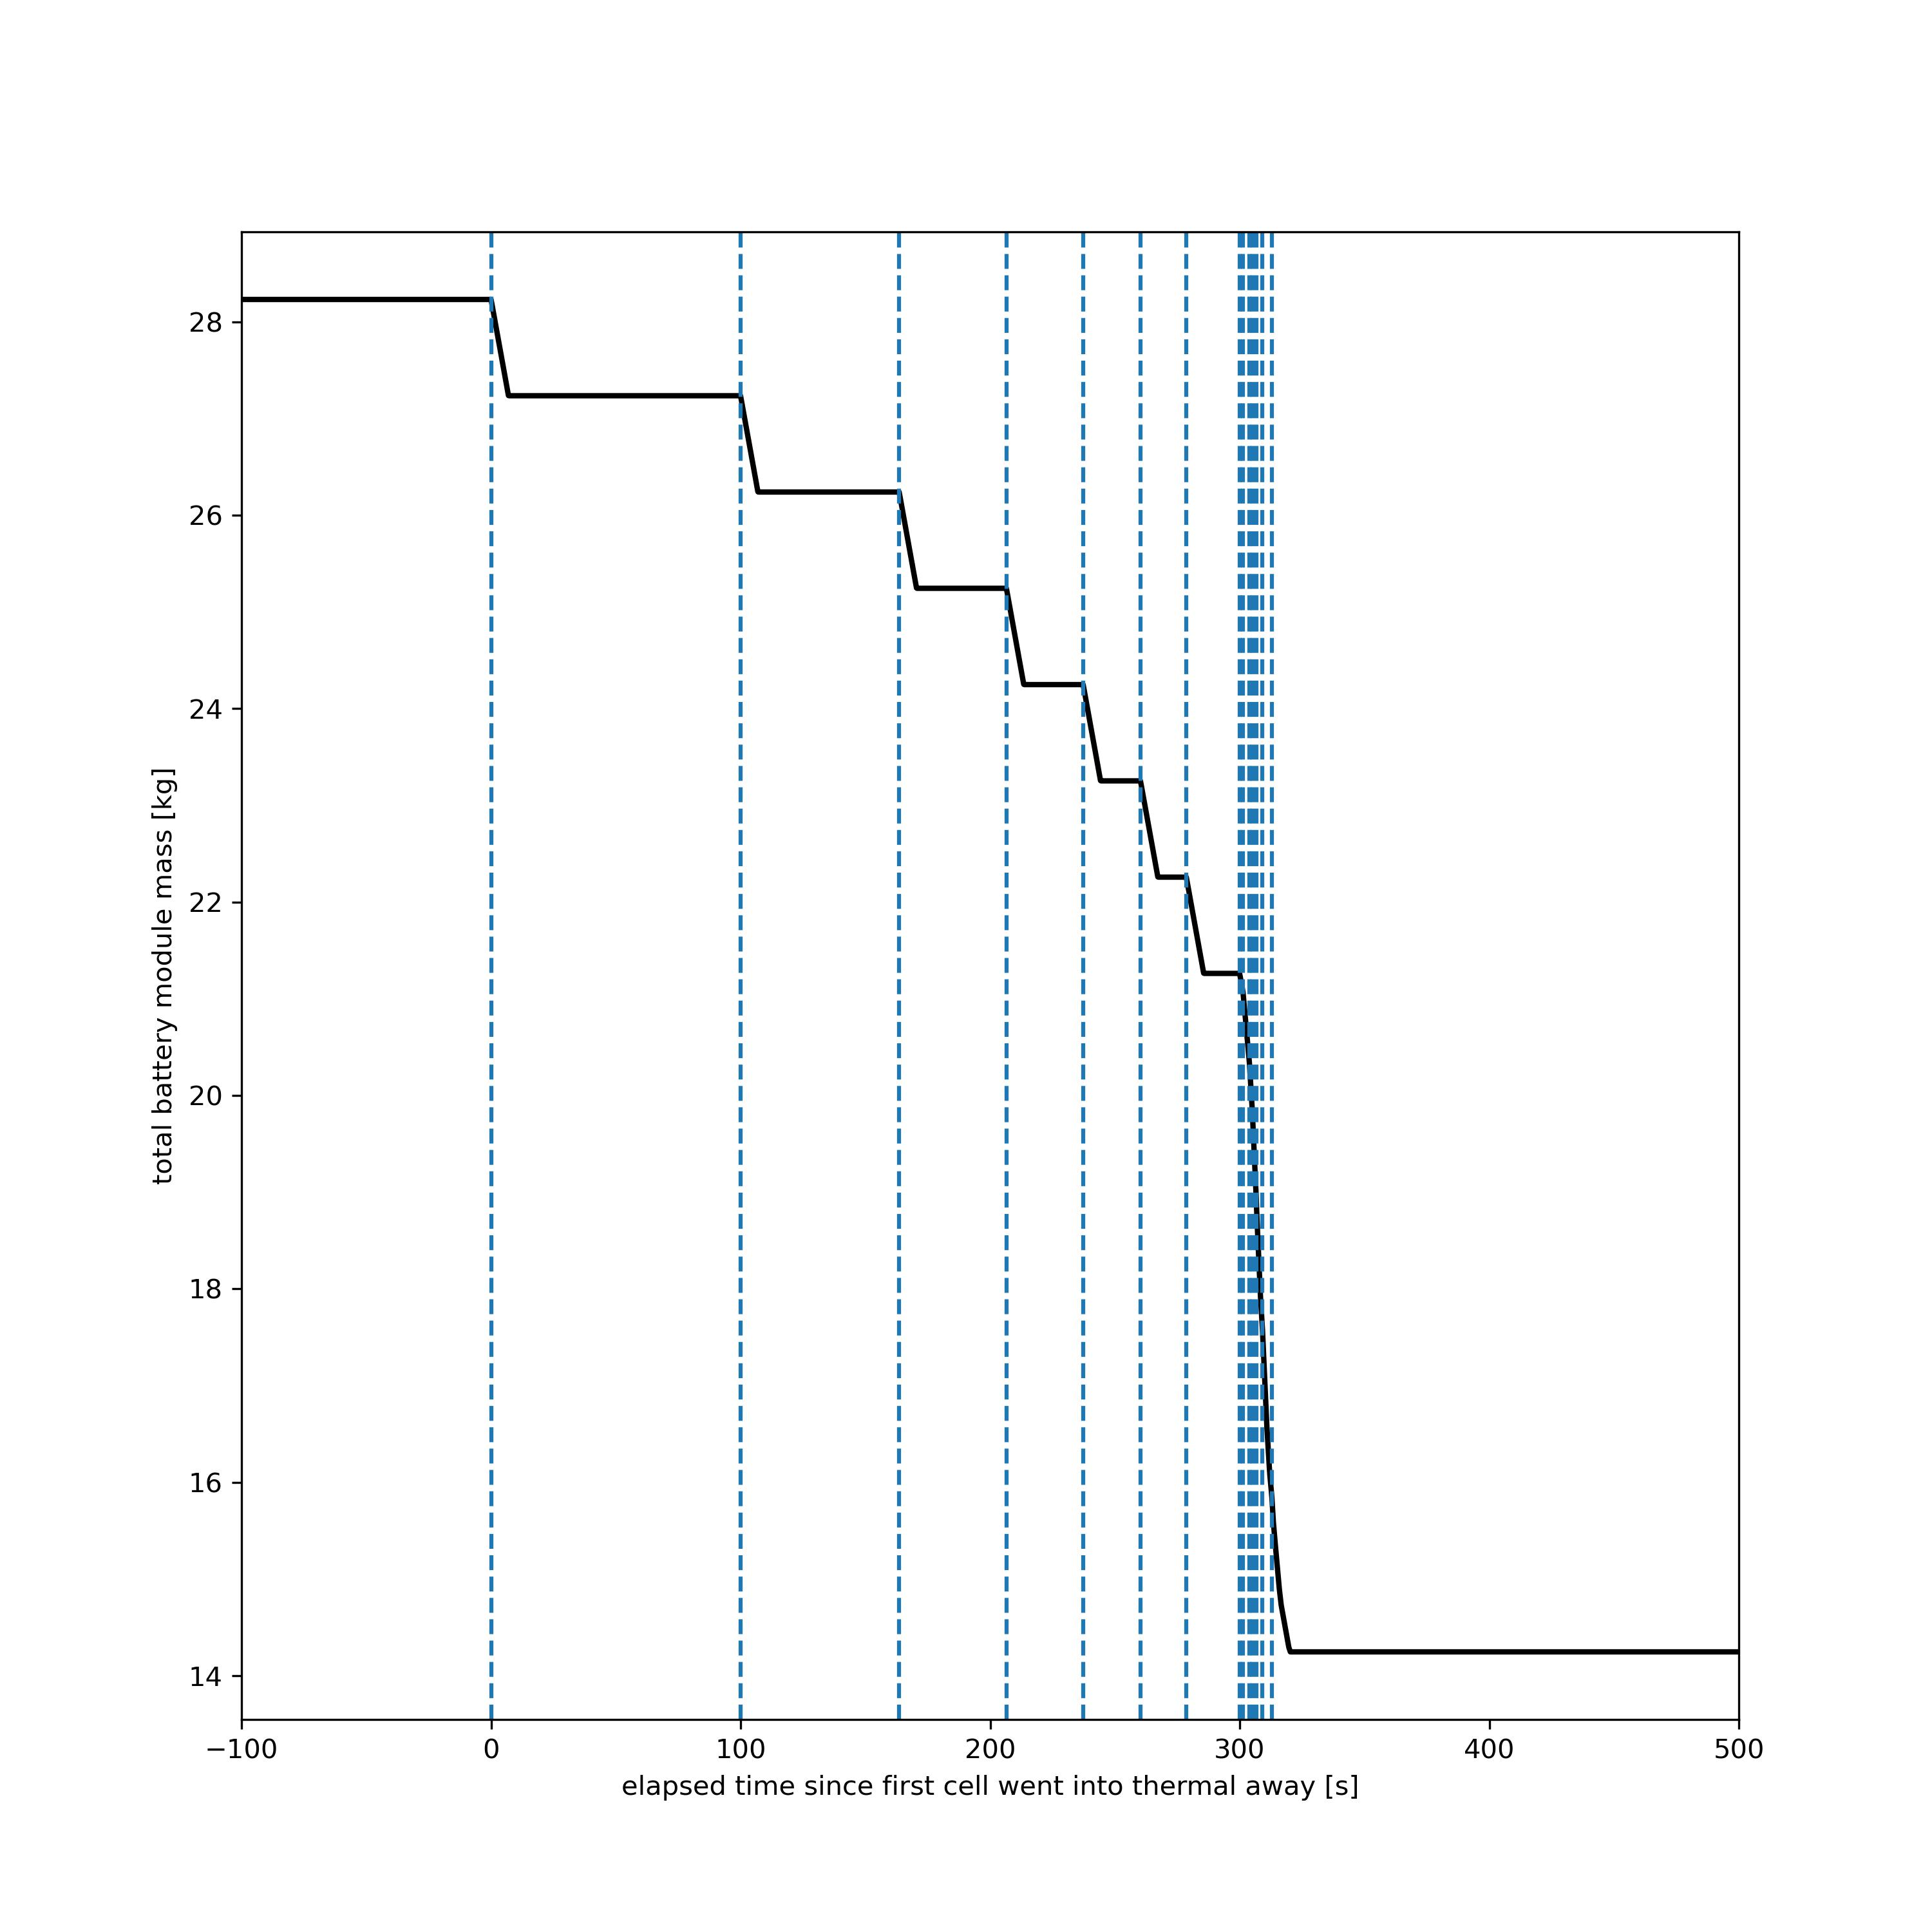 28
26
24
22
20
18
16
14
total battery module mass [kg]
−100 0 100 200 300 400 500
elapsed time since first cell went into thermal away [s]